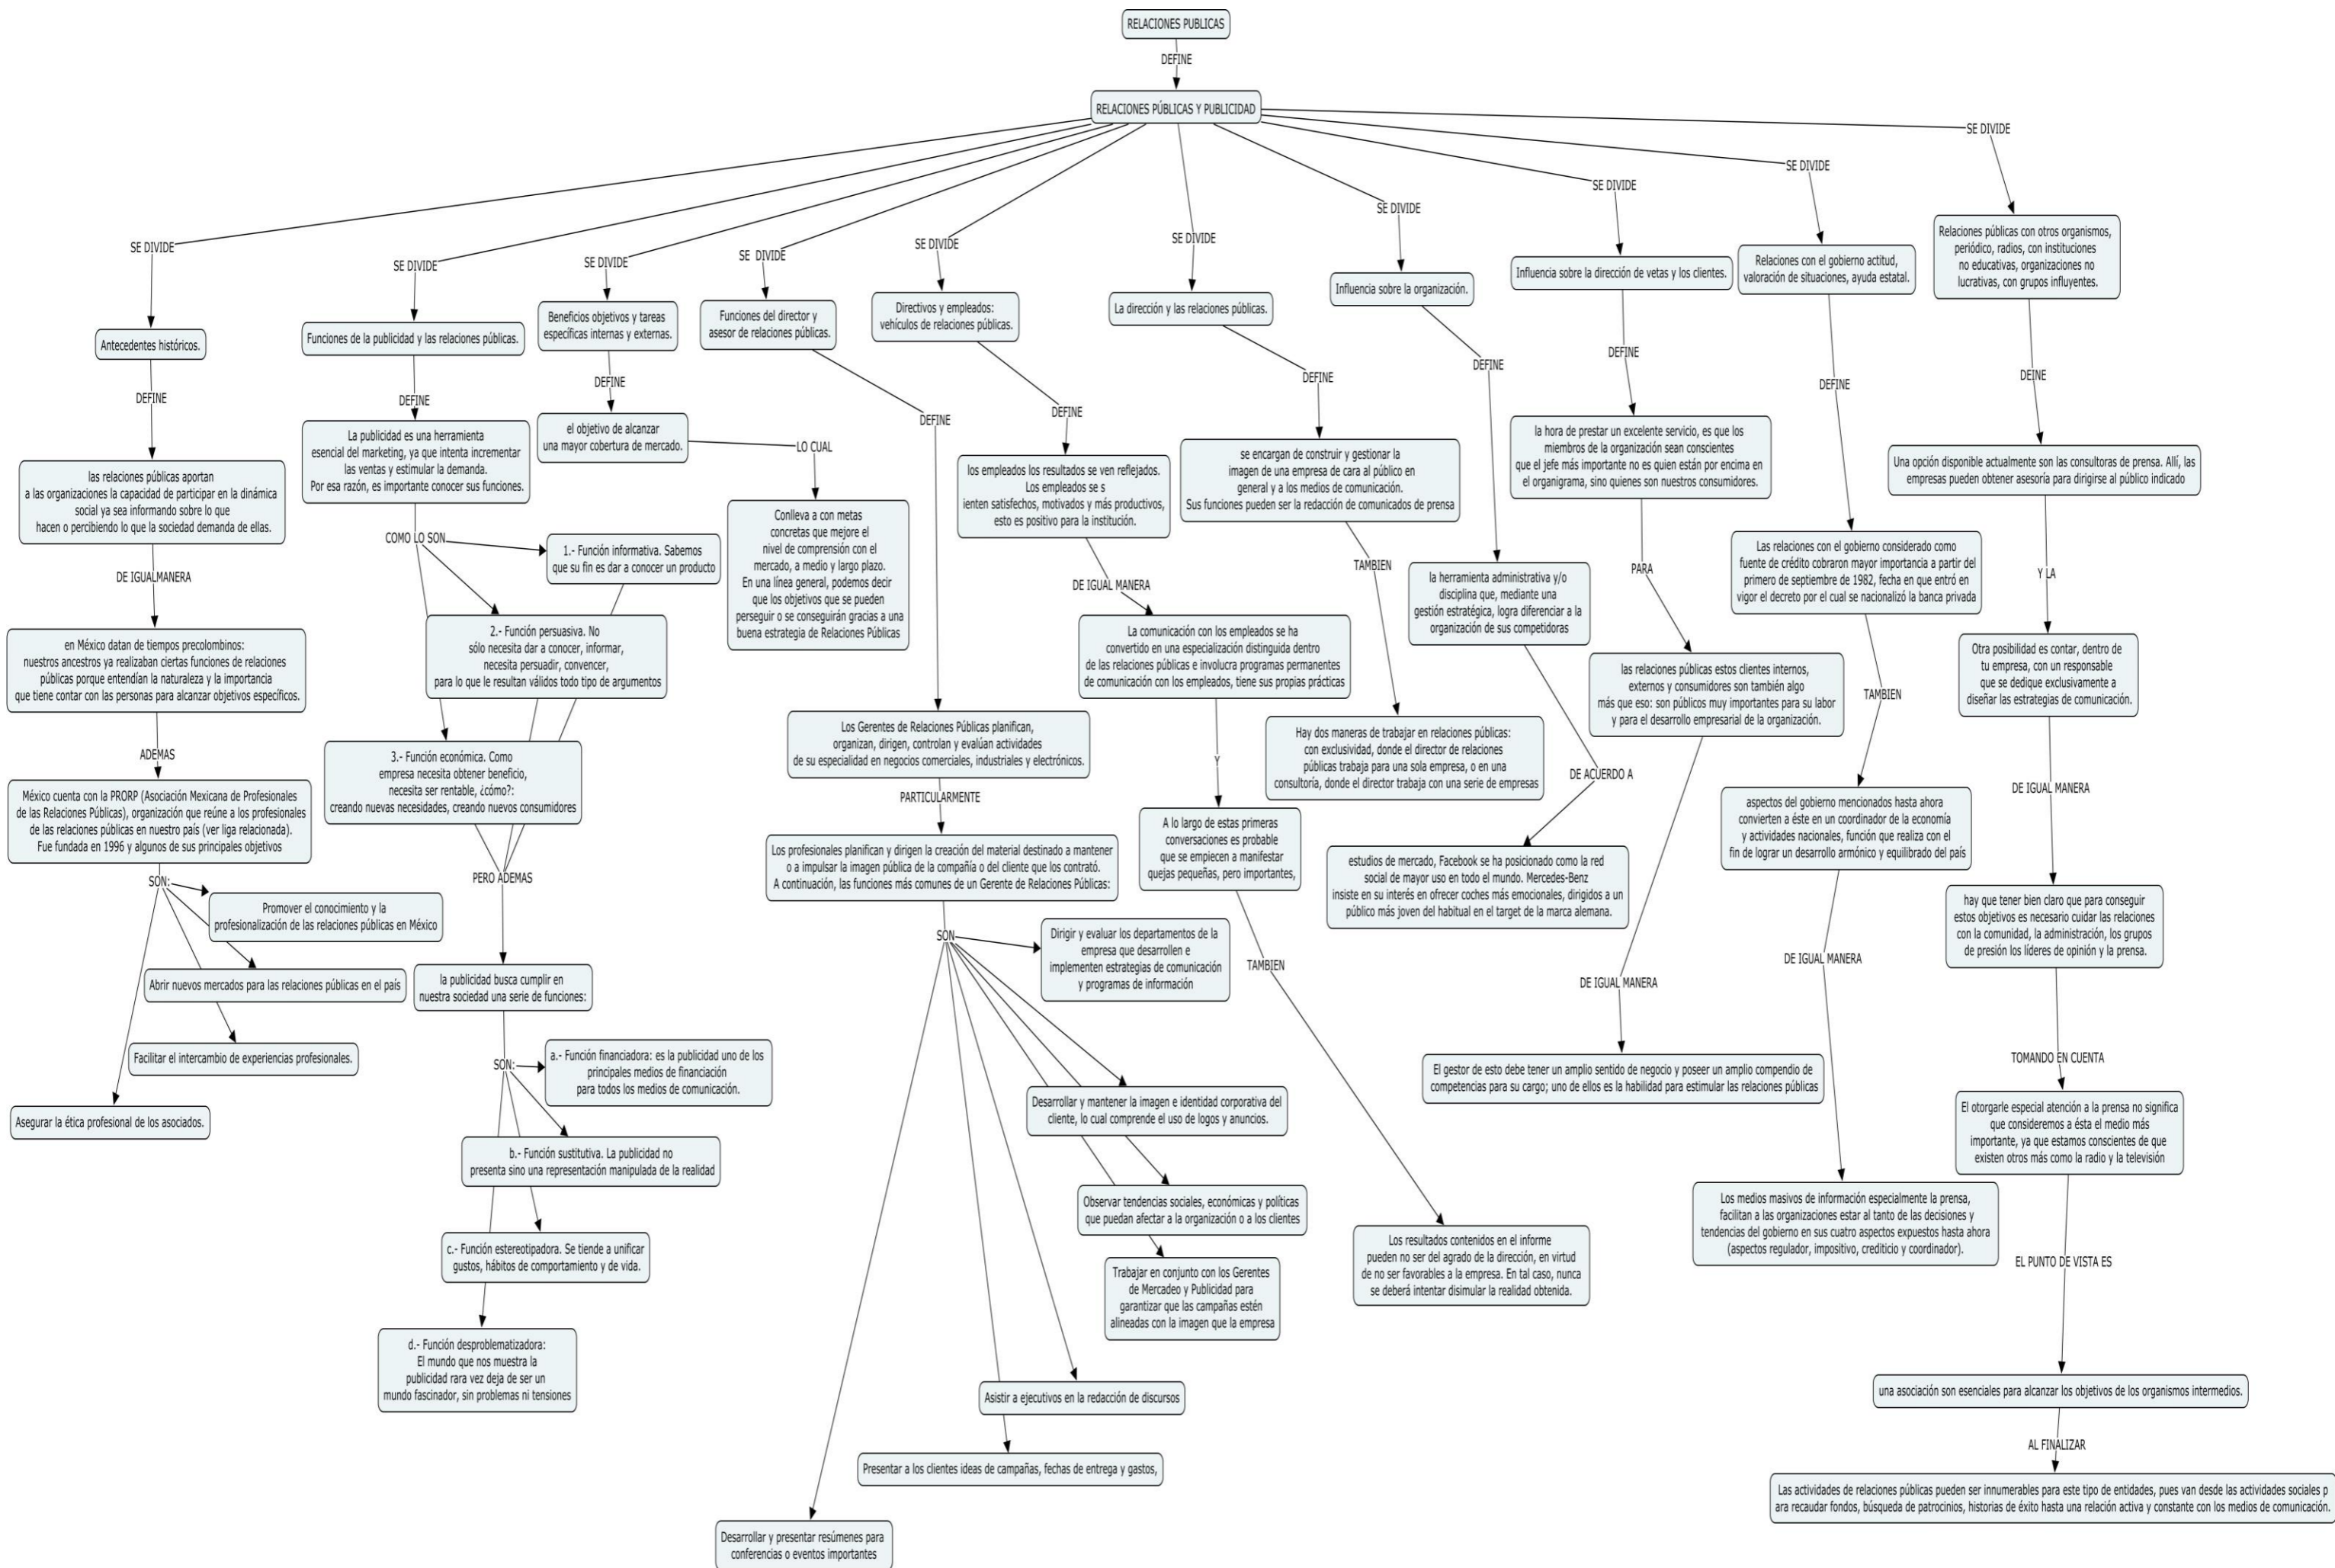 RELACIONES PUBLICAS
DEFINE
RELACIONES PÚBLICAS Y PUBLICIDAD
SE DIVIDE
Antecedentes históricos.
DEFINE
las relaciones públicas aportan
a las organizaciones la capacidad de participar en la dinámica
social ya sea informando sobre lo que
hacen o percibiendo lo que la sociedad demanda de ellas.
DE IGUALMANERA
en México datan de tiempos precolombinos:
nuestros ancestros ya realizaban ciertas funciones de relaciones
públicas porque entendían la naturaleza y la importancia
que tiene contar con las personas para alcanzar objetivos específicos.
ADEMAS
México cuenta con la PRORP (Asociación Mexicana de Profesionales
de las Relaciones Públicas), organización que reúne a los profesionales
de las relaciones públicas en nuestro país (ver liga relacionada).
Fue fundada en 1996 y algunos de sus principales objetivos
SON:
Promover el conocimiento y la
profesionalización de las relaciones públicas en México
Abrir nuevos mercados para las relaciones públicas en el país
Facilitar el intercambio de experiencias profesionales.
Asegurar la ética profesional de los asociados.
SE DIVIDE
Funciones de la publicidad y las relaciones públicas.
DEFINE
La publicidad es una herramienta
esencial del marketing, ya que intenta incrementar
las ventas y estimular la demanda.
Por esa razón, es importante conocer sus funciones.
COMO LO SON
1.- Función informativa. Sabemos
que su fin es dar a conocer un producto
2.- Función persuasiva. No
sólo necesita dar a conocer, informar,
necesita persuadir, convencer,
para lo que le resultan válidos todo tipo de argumentos
3.- Función económica. Como
empresa necesita obtener beneficio,
necesita ser rentable, ¿cómo?:
creando nuevas necesidades, creando nuevos consumidores
PERO ADEMAS
la publicidad busca cumplir en
nuestra sociedad una serie de funciones:
SON:
a.- Función financiadora: es la publicidad uno de los
principales medios de financiación
para todos los medios de comunicación.
b.- Función sustitutiva. La publicidad no
presenta sino una representación manipulada de la realidad
c.- Función estereotipadora. Se tiende a unificar
gustos, hábitos de comportamiento y de vida.
d.- Función desproblematizadora:
El mundo que nos muestra la
publicidad rara vez deja de ser un
mundo fascinador, sin problemas ni tensiones
SE DIVIDE
Beneficios objetivos y tareas
específicas internas y externas.
DEFINE
el objetivo de alcanzar
una mayor cobertura de mercado.
LO CUAL
Conlleva a con metas
concretas que mejore el
nivel de comprensión con el
mercado, a medio y largo plazo.
En una línea general, podemos decir
que los objetivos que se pueden
perseguir o se conseguirán gracias a una
buena estrategia de Relaciones Públicas
SE DIVIDE
Funciones del director y
asesor de relaciones públicas.
DEFINE
Los Gerentes de Relaciones Públicas planifican,
organizan, dirigen, controlan y evalúan actividades
de su especialidad en negocios comerciales, industriales y electrónicos.
PARTICULARMENTE
Los profesionales planifican y dirigen la creación del material destinado a mantener
o a impulsar la imagen pública de la compañía o del cliente que los contrató.
A continuación, las funciones más comunes de un Gerente de Relaciones Públicas:
SON
Dirigir y evaluar los departamentos de la
empresa que desarrollen e
implementen estrategias de comunicación
y programas de información
Desarrollar y mantener la imagen e identidad corporativa del
cliente, lo cual comprende el uso de logos y anuncios.
Observar tendencias sociales, económicas y políticas
que puedan afectar a la organización o a los clientes
Trabajar en conjunto con los Gerentes
de Mercadeo y Publicidad para
garantizar que las campañas estén
alineadas con la imagen que la empresa
Asistir a ejecutivos en la redacción de discursos
Presentar a los clientes ideas de campañas, fechas de entrega y gastos,
Desarrollar y presentar resúmenes para
conferencias o eventos importantes
SE DIVIDE
Directivos y empleados:
vehículos de relaciones públicas.
DEFINE
los empleados los resultados se ven reflejados.
Los empleados se s
ienten satisfechos, motivados y más productivos,
esto es positivo para la institución.
DE IGUAL MANERA
La comunicación con los empleados se ha
convertido en una especialización distinguida dentro
de las relaciones públicas e involucra programas permanentes
de comunicación con los empleados, tiene sus propias prácticas
Y
A lo largo de estas primeras
conversaciones es probable
que se empiecen a manifestar
quejas pequeñas, pero importantes,
TAMBIEN
Los resultados contenidos en el informe
pueden no ser del agrado de la dirección, en virtud
de no ser favorables a la empresa. En tal caso, nunca
se deberá intentar disimular la realidad obtenida.
SE DIVIDE
La dirección y las relaciones públicas.
DEFINE
se encargan de construir y gestionar la
imagen de una empresa de cara al público en
general y a los medios de comunicación.
Sus funciones pueden ser la redacción de comunicados de prensa
TAMBIEN
Hay dos maneras de trabajar en relaciones públicas:
con exclusividad, donde el director de relaciones
públicas trabaja para una sola empresa, o en una
consultoría, donde el director trabaja con una serie de empresas
SE DIVIDE
Influencia sobre la organización.
DEFINE
la herramienta administrativa y/o
disciplina que, mediante una
gestión estratégica, logra diferenciar a la
organización de sus competidoras
DE ACUERDO A
estudios de mercado, Facebook se ha posicionado como la red
social de mayor uso en todo el mundo. Mercedes-Benz
insiste en su interés en ofrecer coches más emocionales, dirigidos a un
público más joven del habitual en el target de la marca alemana.
SE DIVIDE
Influencia sobre la dirección de vetas y los clientes.
DEFINE
la hora de prestar un excelente servicio, es que los
miembros de la organización sean conscientes
que el jefe más importante no es quien están por encima en
el organigrama, sino quienes son nuestros consumidores.
PARA
las relaciones públicas estos clientes internos,
externos y consumidores son también algo
más que eso: son públicos muy importantes para su labor
y para el desarrollo empresarial de la organización.
DE IGUAL MANERA
El gestor de esto debe tener un amplio sentido de negocio y poseer un amplio compendio de
competencias para su cargo; uno de ellos es la habilidad para estimular las relaciones públicas
SE DIVIDE
Relaciones con el gobierno actitud,
valoración de situaciones, ayuda estatal.
DEFINE
Las relaciones con el gobierno considerado como
fuente de crédito cobraron mayor importancia a partir del
primero de septiembre de 1982, fecha en que entró en
vigor el decreto por el cual se nacionalizó la banca privada
TAMBIEN
aspectos del gobierno mencionados hasta ahora
convierten a éste en un coordinador de la economía
y actividades nacionales, función que realiza con el
fin de lograr un desarrollo armónico y equilibrado del país
DE IGUAL MANERA
Los medios masivos de información especialmente la prensa,
facilitan a las organizaciones estar al tanto de las decisiones y
tendencias del gobierno en sus cuatro aspectos expuestos hasta ahora
(aspectos regulador, impositivo, crediticio y coordinador).
SE DIVIDE
Relaciones públicas con otros organismos,
periódico, radios, con instituciones
no educativas, organizaciones no
lucrativas, con grupos influyentes.
DEINE
Una opción disponible actualmente son las consultoras de prensa. Allí, las
empresas pueden obtener asesoría para dirigirse al público indicado
Y LA
Otra posibilidad es contar, dentro de
tu empresa, con un responsable
que se dedique exclusivamente a
diseñar las estrategias de comunicación.
DE IGUAL MANERA
hay que tener bien claro que para conseguir
estos objetivos es necesario cuidar las relaciones
con la comunidad, la administración, los grupos
de presión los líderes de opinión y la prensa.
TOMANDO EN CUENTA
El otorgarle especial atención a la prensa no significa
que consideremos a ésta el medio más
importante, ya que estamos conscientes de que
existen otros más como la radio y la televisión
EL PUNTO DE VISTA ES
una asociación son esenciales para alcanzar los objetivos de los organismos intermedios.
AL FINALIZAR
Las actividades de relaciones públicas pueden ser innumerables para este tipo de entidades, pues van desde las actividades sociales p
ara recaudar fondos, búsqueda de patrocinios, historias de éxito hasta una relación activa y constante con los medios de comunicación.